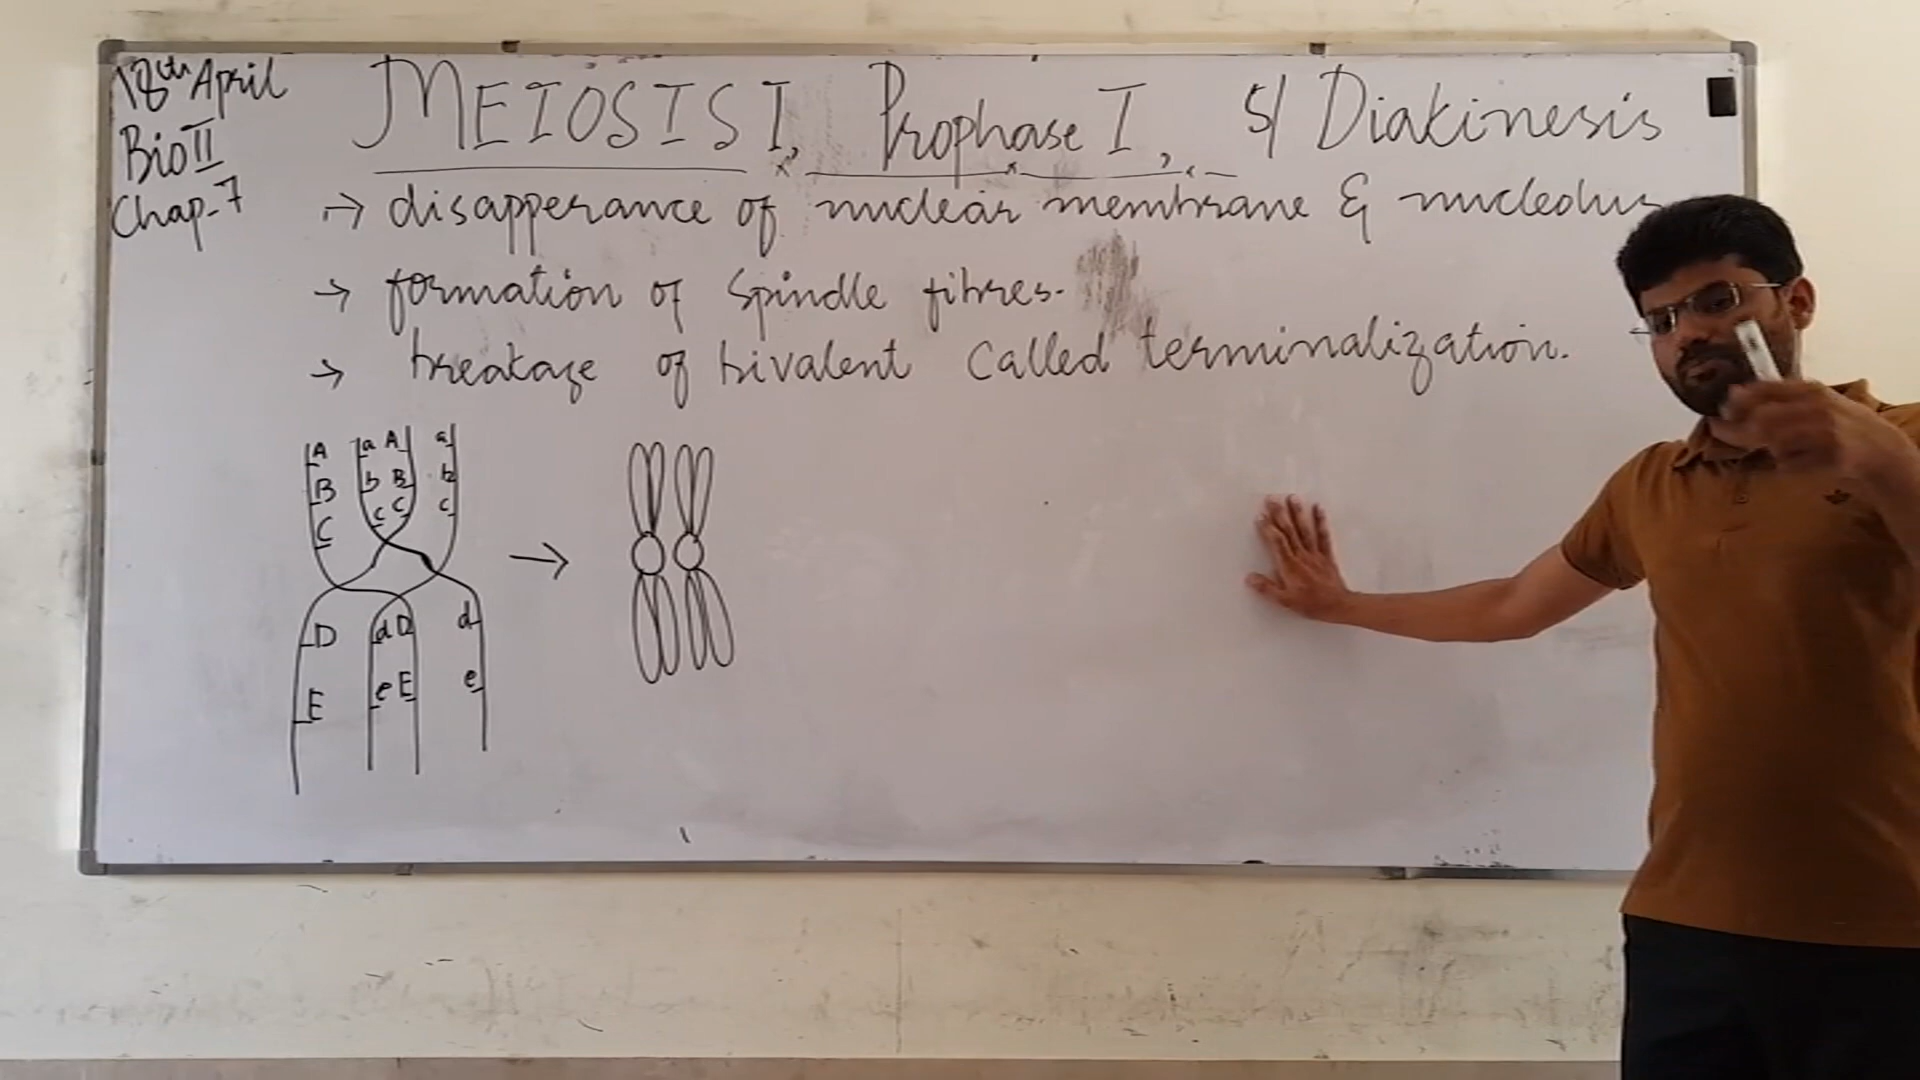 18th April
Bio II
Chap-7
MEIOSIS I, Prophase I, 5/ Diakinesis
→ disapperance of nuclear membrane & nucleolus
→ formation of Spindle fibres.
→ breakage of bivalent called terminalization.
A a A a
B b B b
C c C c
D d D d
E e E e